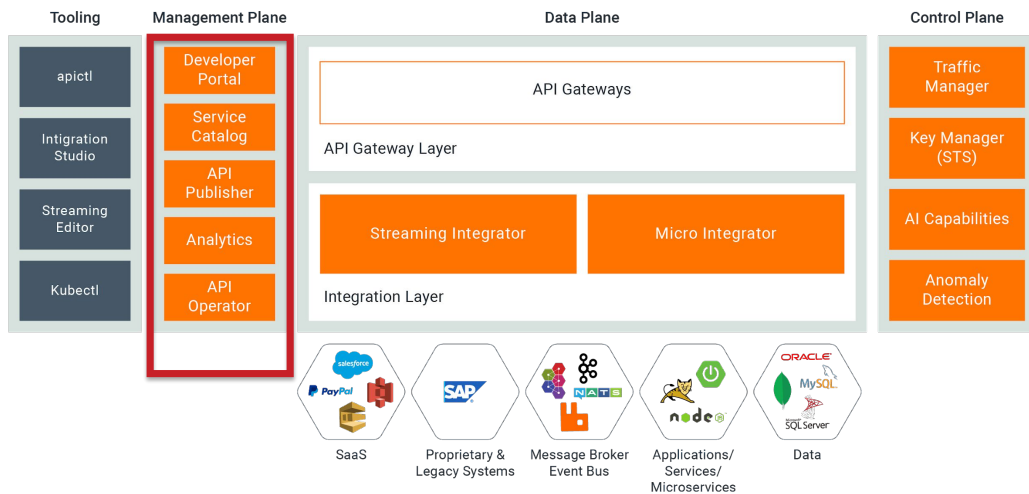 Tooling
Management Plane
Data Plane
Control Plane
apictl
Intigration
Studio
Streaming
Editor
Kubectl
Developer
Portal
Service
Catalog
API
Publisher
Analytics
API
Operator
API Gateways
API Gateway Layer
Streaming Integrator
Micro Integrator
Integration Layer
Traffic
Manager
Key Manager
(STS)
AI Capabilities
Anomaly
Detection
salesforce
PayPal
SaaS
SAP
Proprietary &
Legacy Systems
NATS
Message Broker
Event Bus
node
Applications/
Services/
Microservices
ORACLE
MySQL
SQL Server
Data